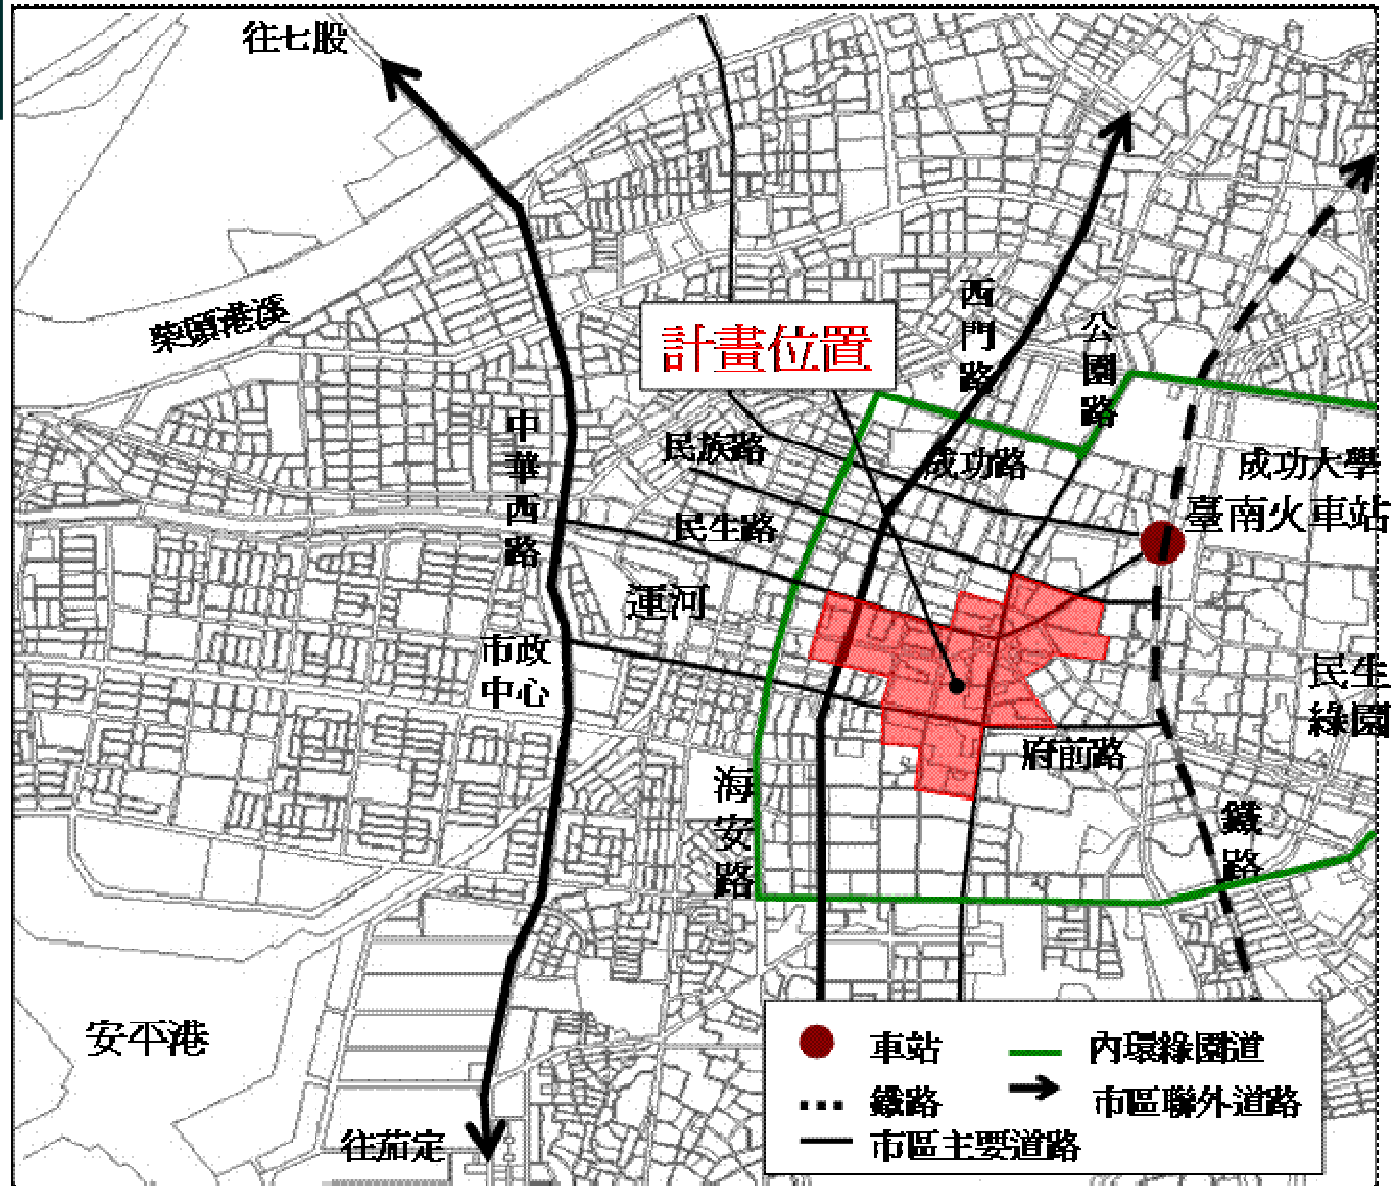 往七股
柴頭港溪
計畫位置
西門路
公園路
中華西路
民族路
成功路
成功大學
臺南火車站
民生路
運河
市政
中心
民生
綠園
府前路
海安路
鐵路
安平港
往茄定
車站
內環綠園道
鐵路
市區聯外道路
市區主要道路